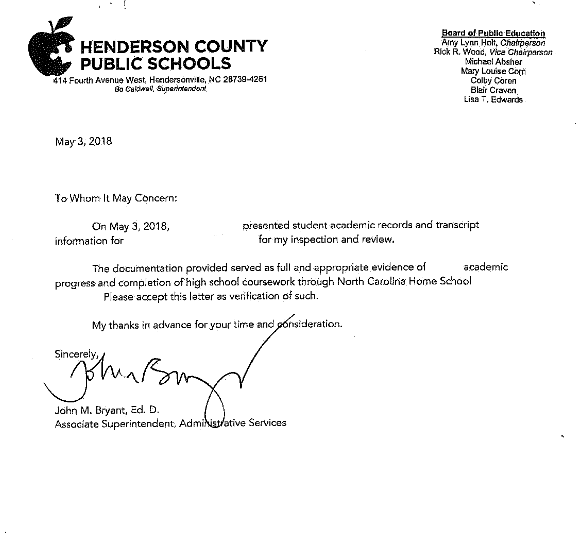 HENDERSON COUNTY
PUBLIC SCHOOLS
414 Fourth Avenue West, Hendersonville, NC 28739-4261
Bo Caldwell, Superintendent
Board of Public Education
Amy Lynn Holt, Chairperson
Rick R. Wood, Vice Chairperson
Michael Absher
Mary Louise Corn
Colby Coren
Blair Craven
Lisa T. Edwards
May 3, 2018
To Whom It May Concern:
On May 3, 2018, presented student academic records and transcript
information for for my inspection and review.
The documentation provided served as full and appropriate evidence of academic
progress and completion of high school coursework through North Carolina Home School
Please accept this letter as verification of such.
My thanks in advance for your time and consideration.
Sincerely,
John M. Bryant, Ed. D.
Associate Superintendent, Administrative Services